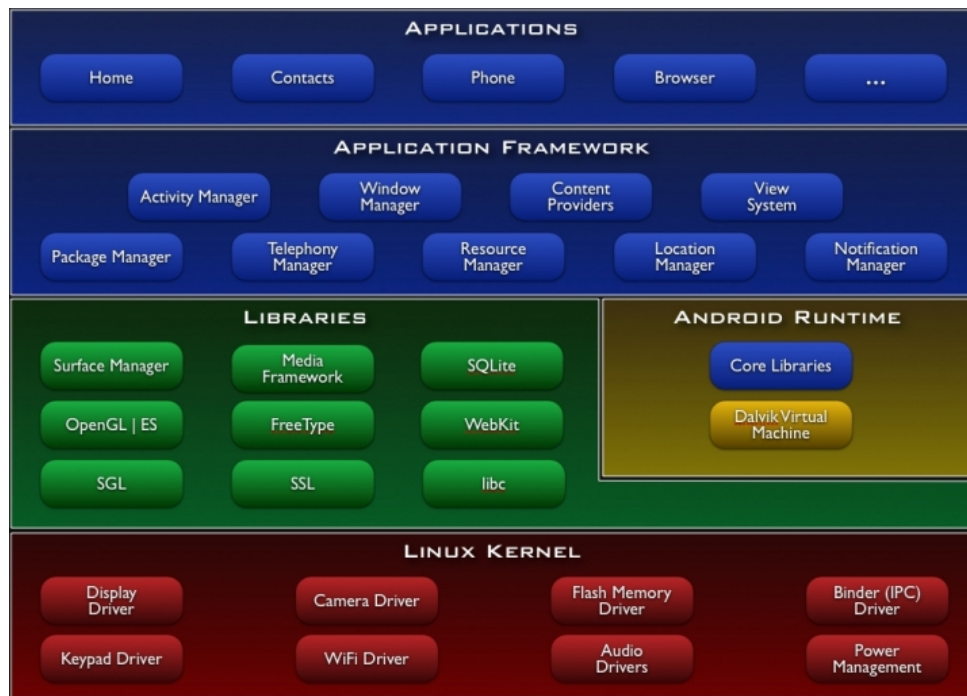 APPLICATIONS
Home
Contacts
Phone
Browser
...
APPLICATION FRAMEWORK
Activity Manager
Window
Manager
Content
Providers
View
System
Package Manager
Telephony
Manager
Resource
Manager
Location
Manager
Notification
Manager
LIBRARIES
Surface Manager
Media
Framework
SQLite
OpenGL | ES
FreeType
WebKit
SGL
SSL
libc
ANDROID RUNTIME
Core Libraries
Dalvik Virtual
Machine
LINUX KERNEL
Display
Driver
Camera Driver
Flash Memory
Driver
Binder (IPC)
Driver
Keypad Driver
WiFi Driver
Audio
Drivers
Power
Management